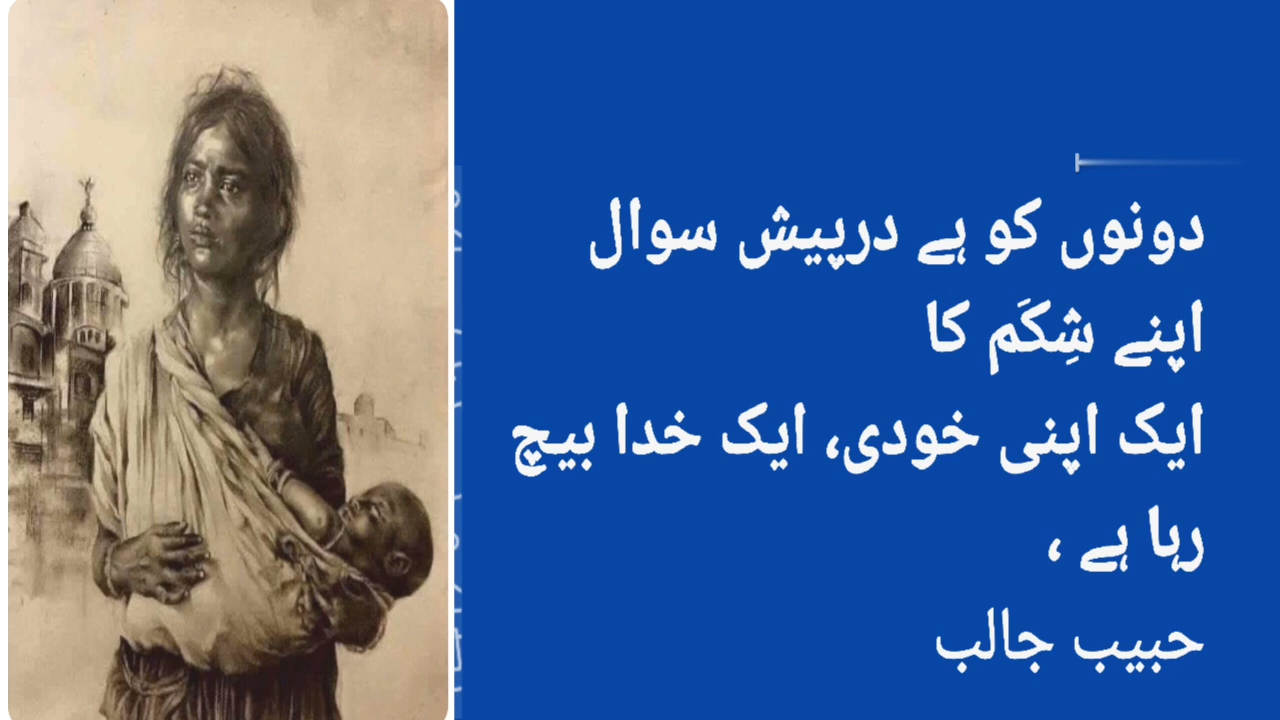 دونوں کو ہے درپیش سوال
اپنے شِکَم کا
ایک اپنی خودی، ایک خدا بیچ
رہا ہے ،
حبیب جالب